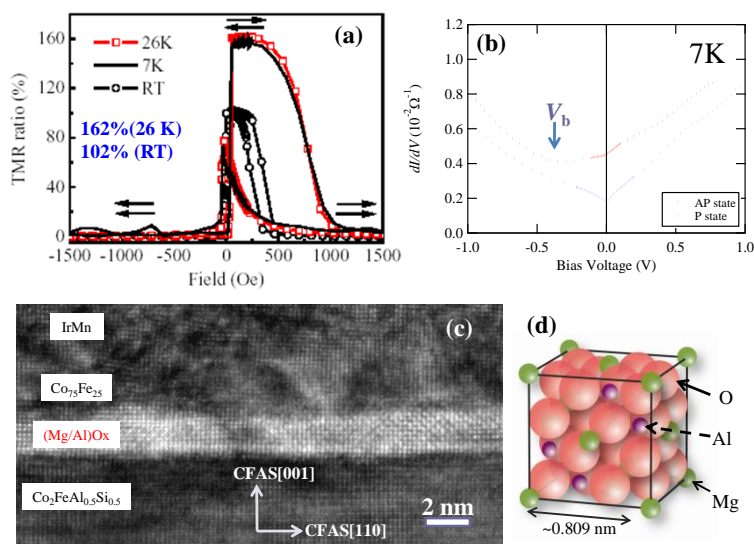 (a)
160
120
80
40
0
TMR ratio (%)
26K
7K
RT
162%(26 K)
102% (RT)
-1500 -1000 -500 0 500 1000 1500
Field (Oe)
(b)
7K
1.2
1.0
0.8
0.6
0.4
0.2
0
dI/dV (10⁻²Ω⁻¹)
Vb
AP state
P state
-1.0 -0.5 0.0 0.5 1.0
Bias Voltage (V)
(c)
IrMn
Co75Fe25
(Mg/Al)Ox
Co2FeAl0.5Si0.5
CFAS[001]
CFAS[110]
2 nm
(d)
O
Al
Mg
~0.809 nm